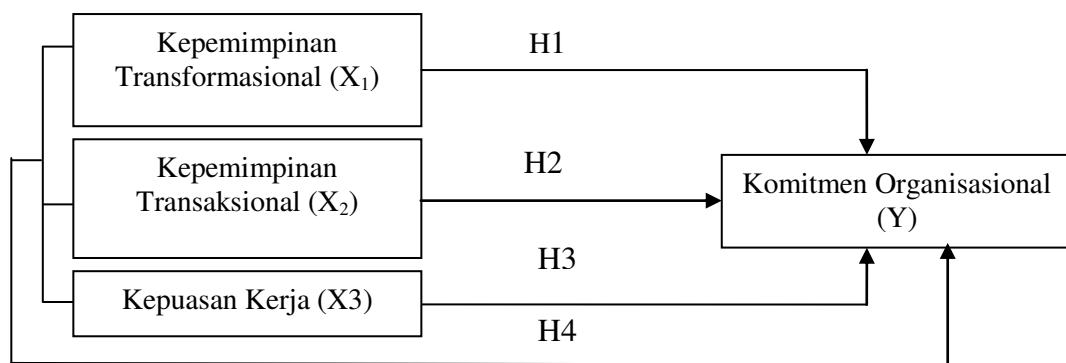 Kepemimpinan
Transformasional (X₁)
H1
Kepemimpinan
Transaksional (X₂)
H2
Komitmen Organisasional
(Y)
H3
Kepuasan Kerja (X3)
H4